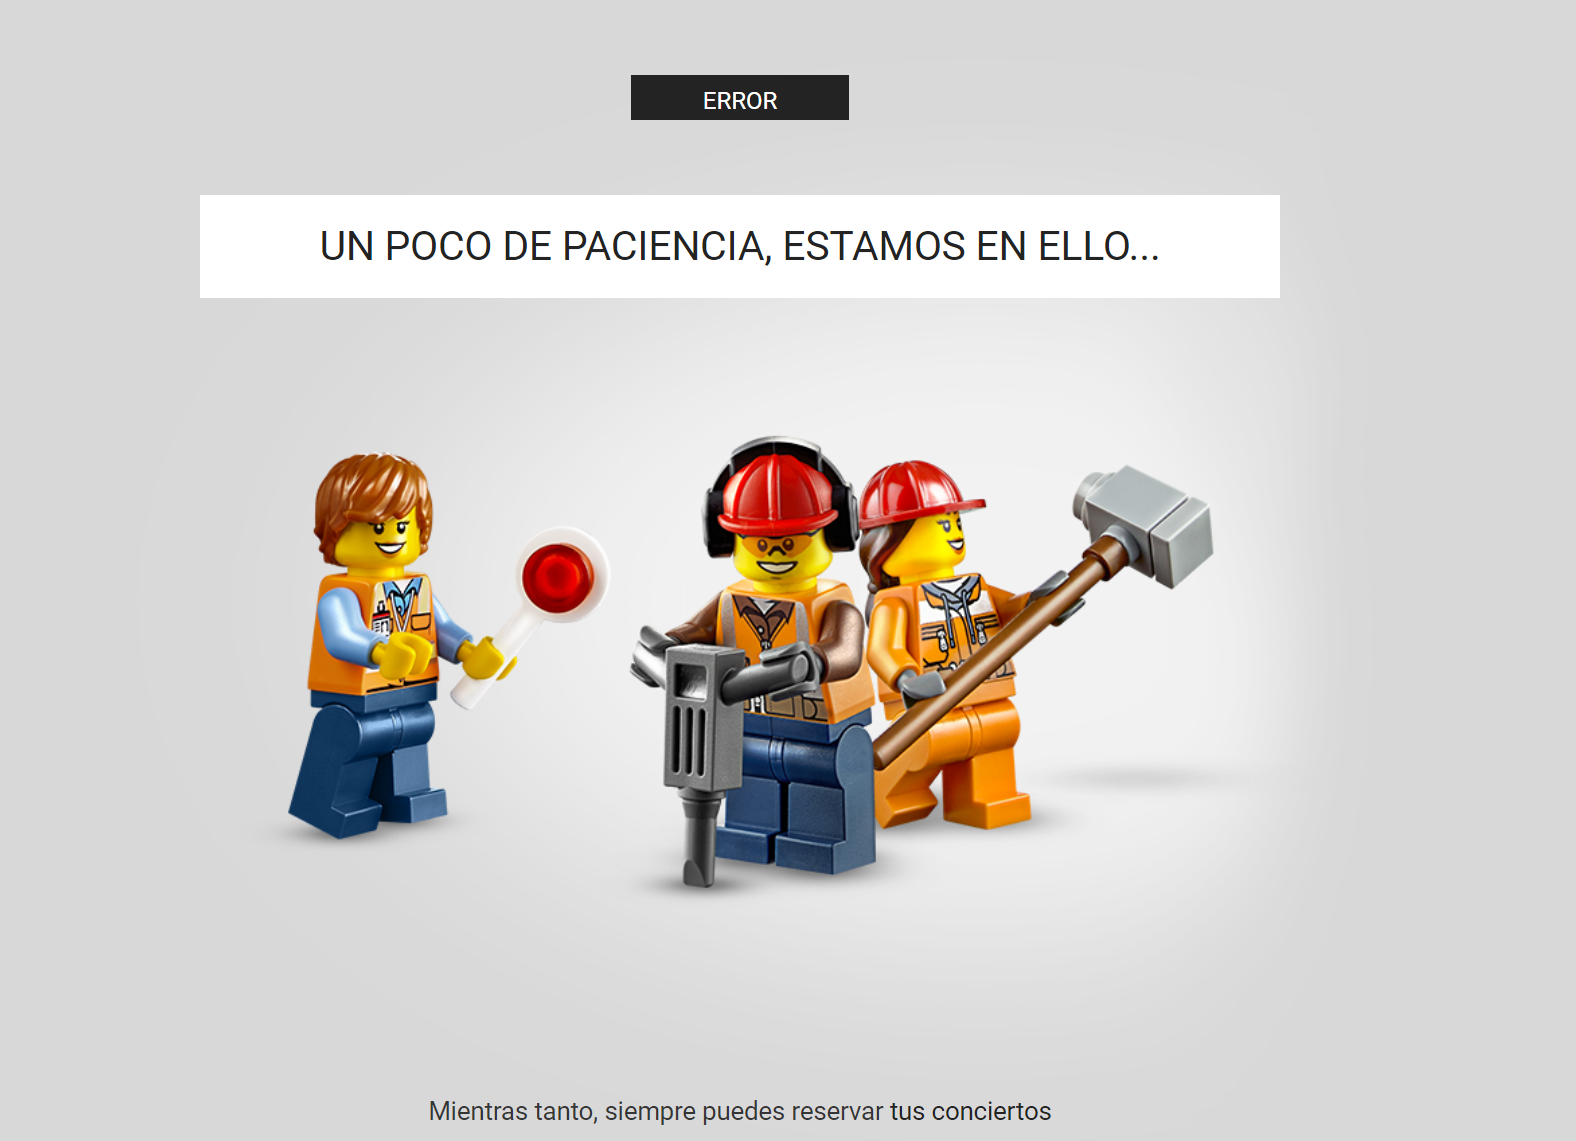 ERROR
UN POCO DE PACIENCIA, ESTAMOS EN ELLO...
Mientras tanto, siempre puedes reservar tus conciertos